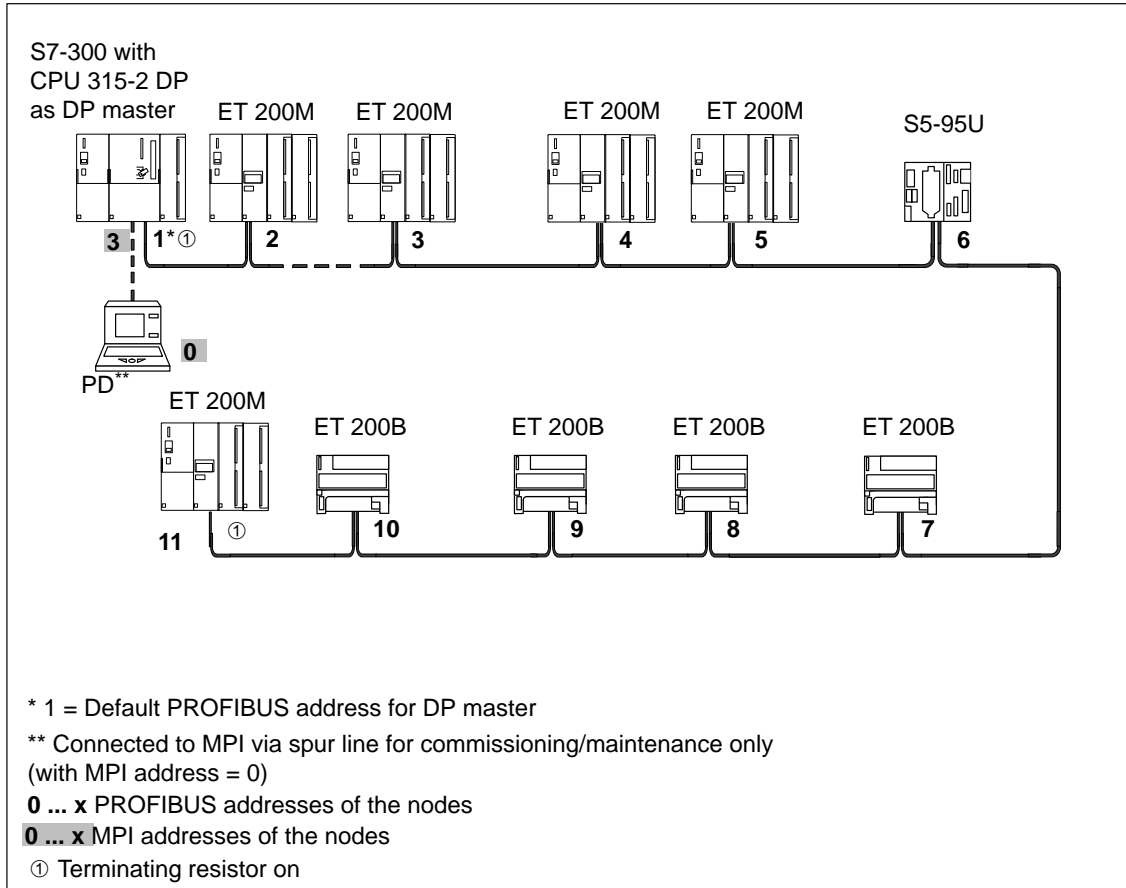 S7-300 with
CPU 315-2 DP
as DP master
ET 200M
ET 200M
ET 200M
ET 200M
S5-95U
3
1* ①
2
3
4
5
6
0
PD**
ET 200M
ET 200B
ET 200B
ET 200B
ET 200B
11
①
10
9
8
7
* 1 = Default PROFIBUS address for DP master
** Connected to MPI via spur line for commissioning/maintenance only
(with MPI address = 0)
0 ... x PROFIBUS addresses of the nodes
0 ... x MPI addresses of the nodes
① Terminating resistor on